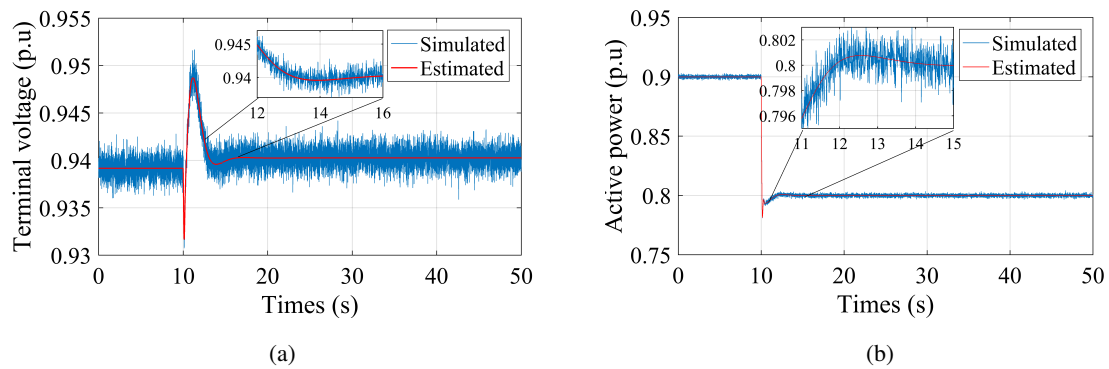 0.955
0.95
0.945
0.94
0.935
0.93
Terminal voltage (p.u)
0 10 20 30 40 50
Times (s)
0.945
0.94
12 14 16
Simulated
Estimated
(a)
0.95
0.9
0.85
0.8
0.75
Active power (p.u)
0 10 20 30 40 50
Times (s)
0.802
0.8
0.798
0.796
11 12 13 14 15
Simulated
Estimated
(b)